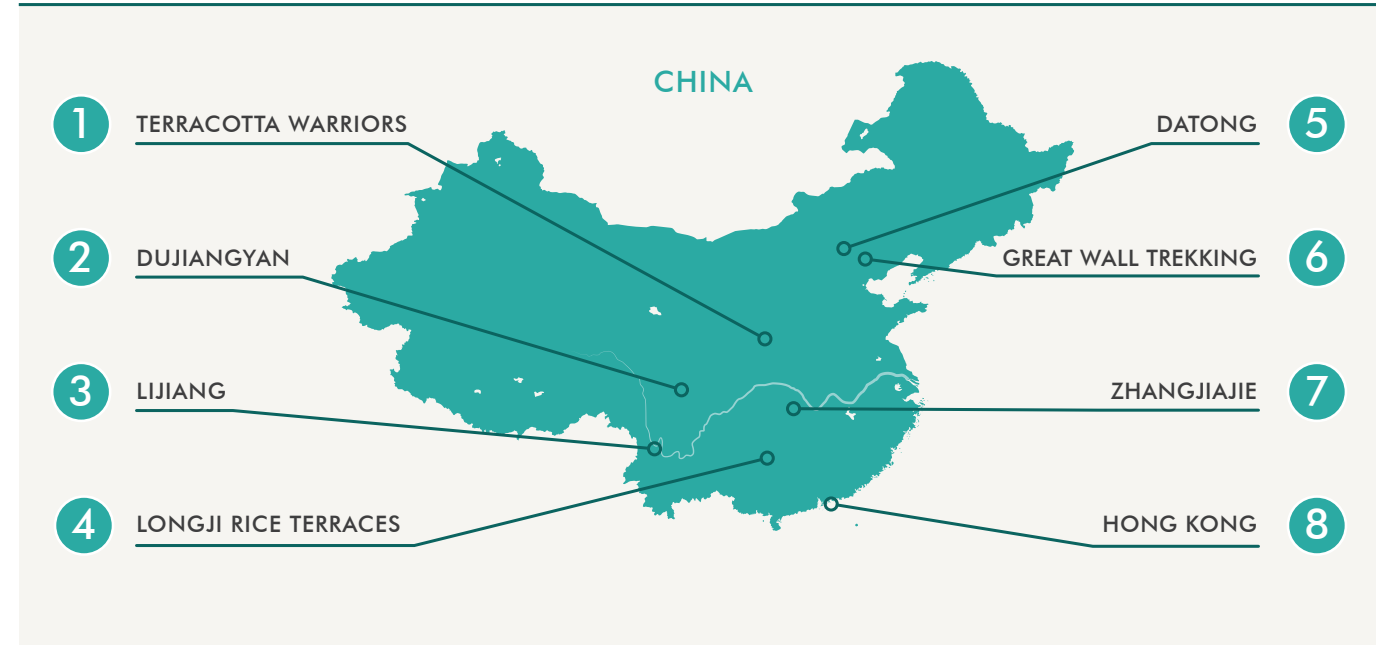 CHINA
1 TERRACOTTA WARRIORS
2 DUJIANGYAN
3 LIJIANG
4 LONGJI RICE TERRACES
DATONG 5
GREAT WALL TREKKING 6
ZHANGJIAJIE 7
HONG KONG 8